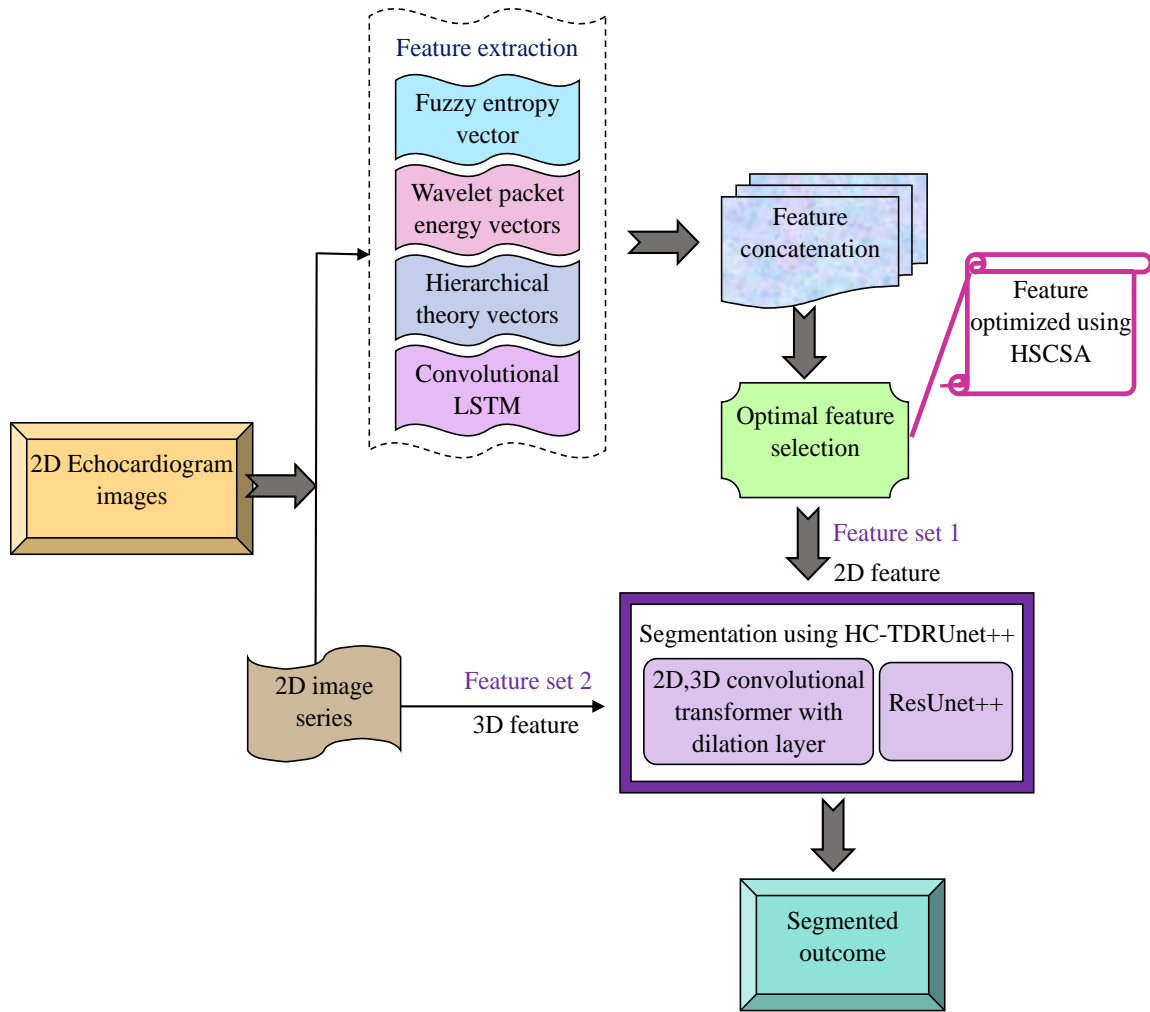 Feature extraction
Fuzzy entropy
vector
Wavelet packet
energy vectors
Hierarchical
theory vectors
Convolutional
LSTM
Feature
concatenation
Feature
optimized using
HSCSA
Optimal feature
selection
2D Echocardiogram
images
Feature set 1
2D feature
2D image
series
Feature set 2
3D feature
Segmentation using HC-TDRUnet++
2D,3D convolutional
transformer with
dilation layer
ResUnet++
Segmented
outcome